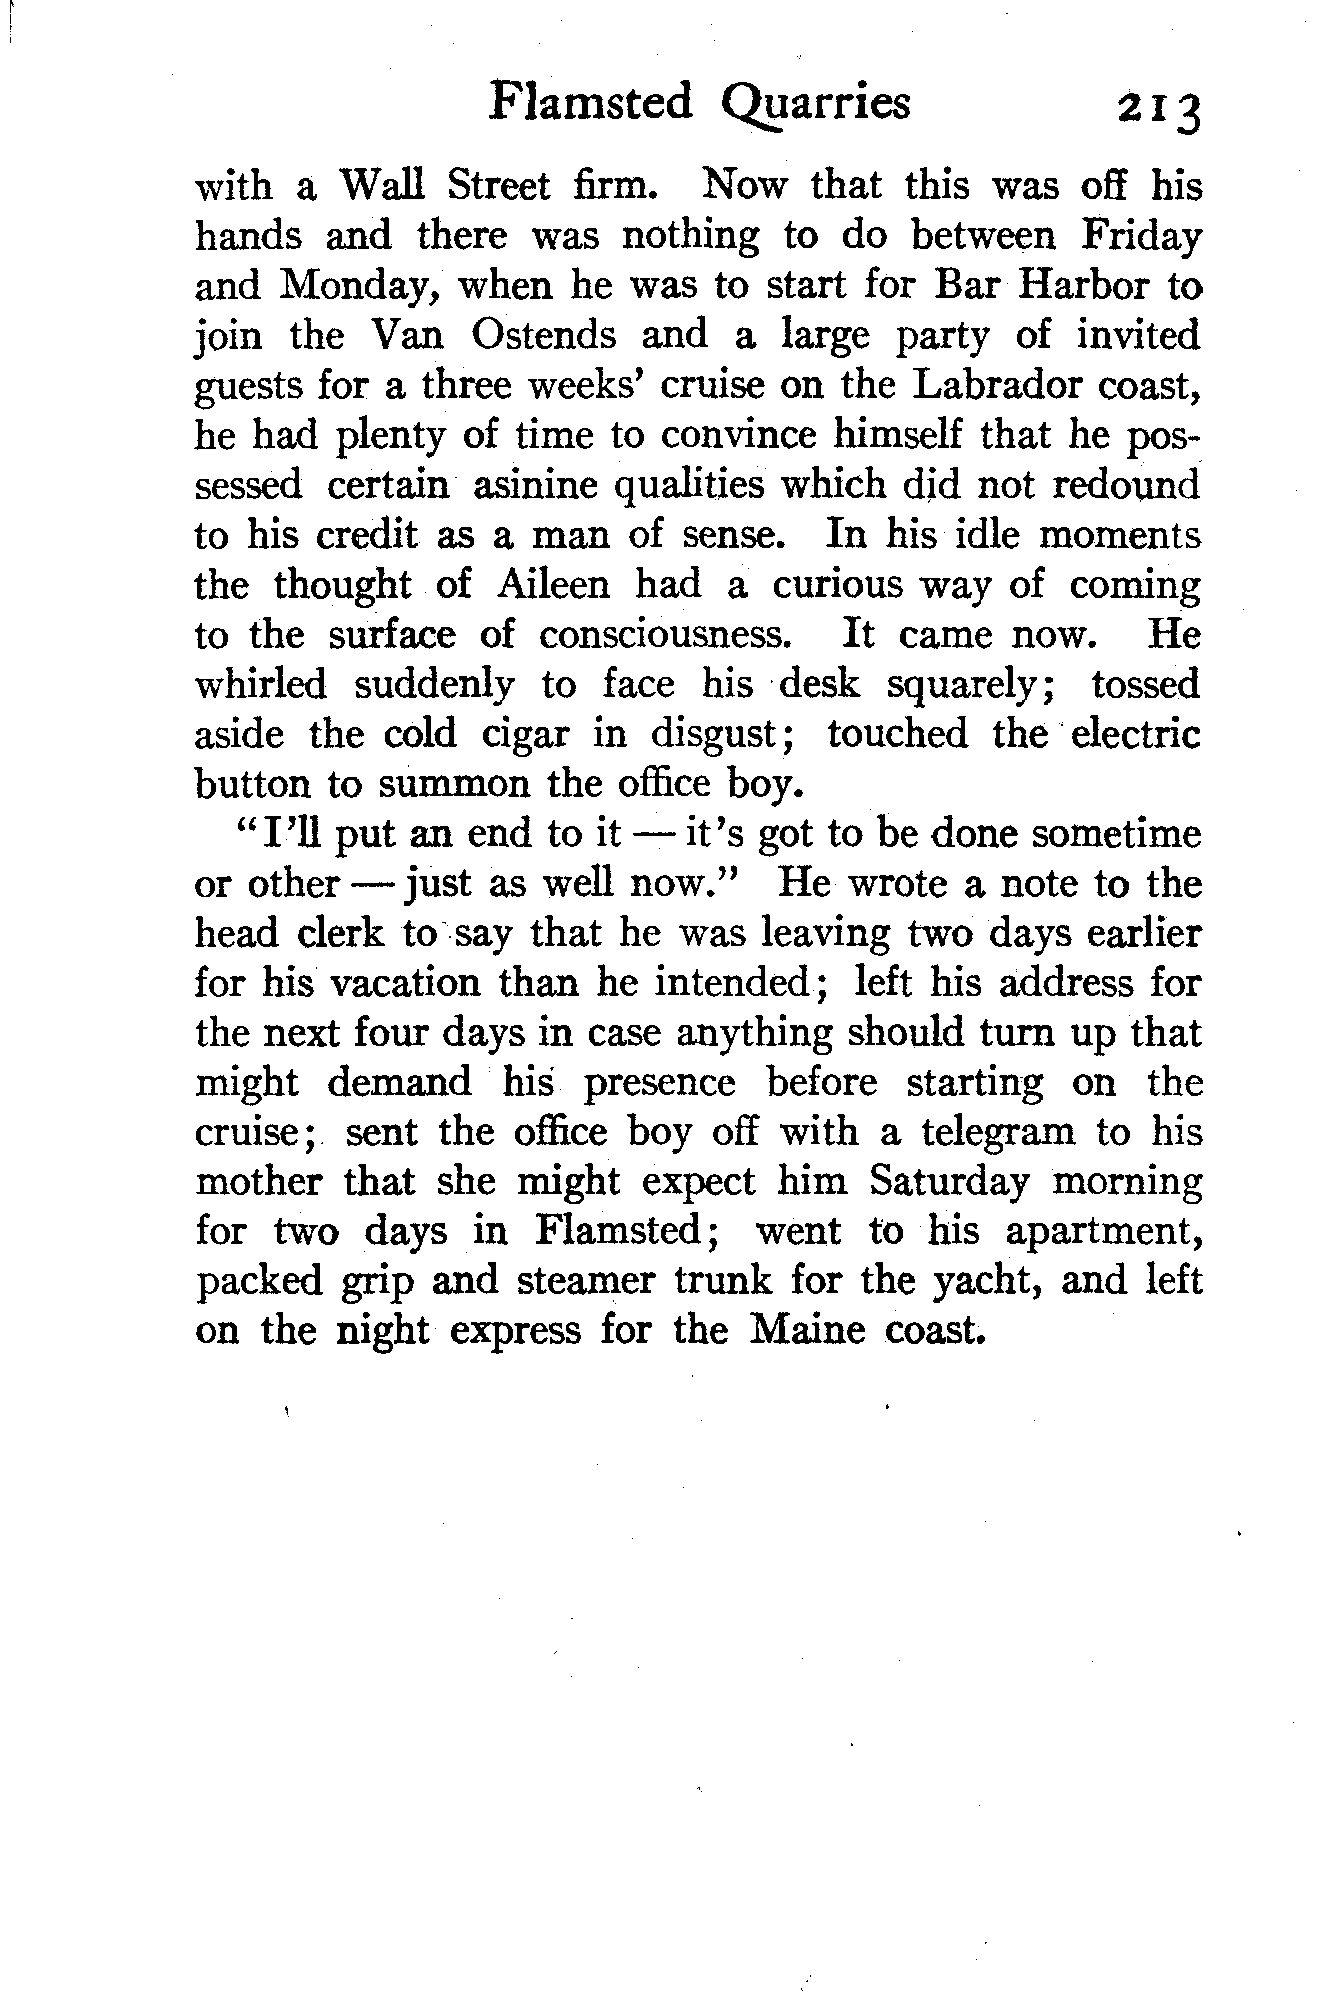 Flamsted Quarries 213
with a Wall Street firm. Now that this was off his
hands and there was nothing to do between Friday
and Monday, when he was to start for Bar Harbor to
join the Van Ostends and a large party of invited
guests for a three weeks' cruise on the Labrador coast,
he had plenty of time to convince himself that he pos-
sessed certain asinine qualities which did not redound
to his credit as a man of sense. In his idle moments
the thought of Aileen had a curious way of coming
to the surface of consciousness. It came now. He
whirled suddenly to face his desk squarely; tossed
aside the cold cigar in disgust; touched the electric
button to summon the office boy.
"I'll put an end to it — it's got to be done sometime
or other — just as well now." He wrote a note to the
head clerk to say that he was leaving two days earlier
for his vacation than he intended; left his address for
the next four days in case anything should turn up that
might demand his presence before starting on the
cruise; sent the office boy off with a telegram to his
mother that she might expect him Saturday morning
for two days in Flamsted; went to his apartment,
packed grip and steamer trunk for the yacht, and left
on the night express for the Maine coast.